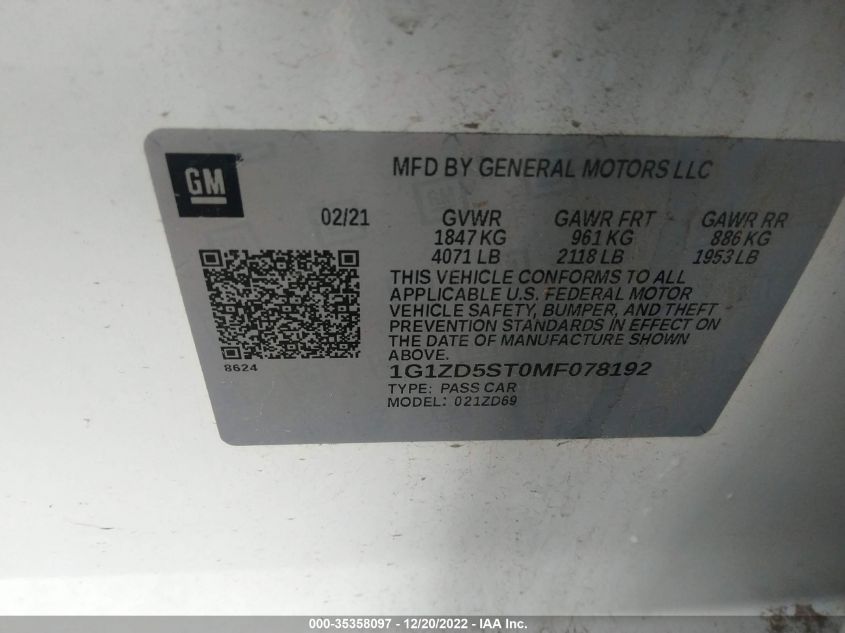 MFD BY GENERAL MOTORS LLC
GM
02/21 GVWR GAWR FRT GAWR RR
1847 KG 961 KG 886 KG
4071 LB 2118 LB 1953 LB
THIS VEHICLE CONFORMS TO ALL
APPLICABLE U.S. FEDERAL MOTOR
VEHICLE SAFETY, BUMPER, AND THEFT
PREVENTION STANDARDS IN EFFECT ON
THE DATE OF MANUFACTURE SHOWN
ABOVE.
8624
1G1ZD5ST0MF078192
TYPE: PASS CAR
MODEL: 021ZD69
000-35358097 - 12/20/2022 - IAA Inc.